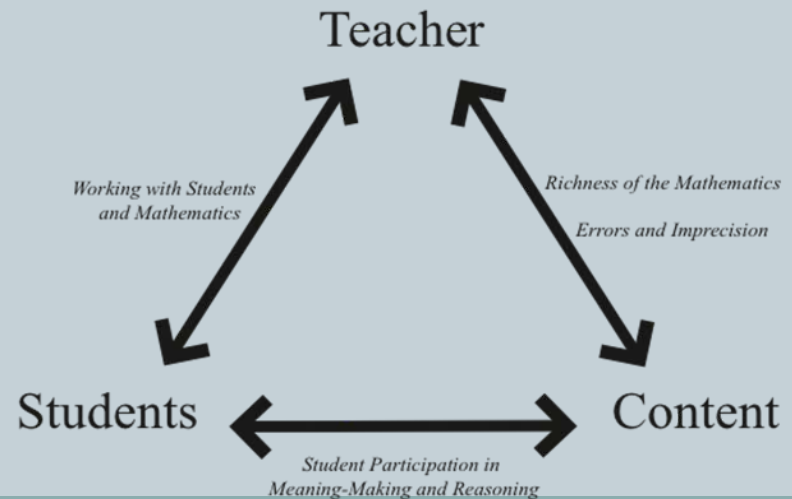 Teacher
Working with Students
and Mathematics
Richness of the Mathematics
Errors and Imprecision
Students
Content
Student Participation in
Meaning-Making and Reasoning